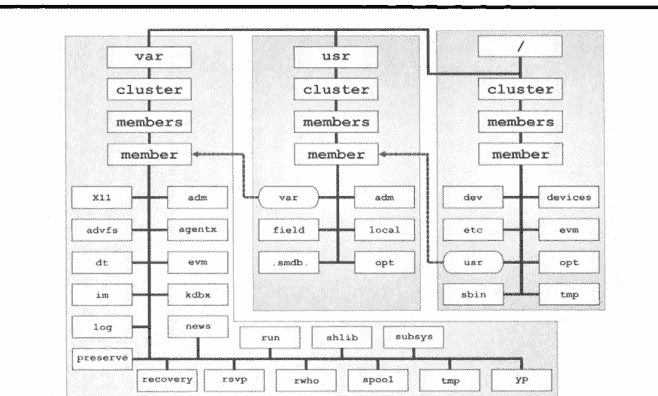 /
var
usr
cluster
cluster
cluster
members
members
members
member
member
member
X11
adm
var
adm
dev
devices
advfs
agentx
field
local
etc
evm
dt
evm
.smdb.
opt
usr
opt
im
kdbx
sbin
tmp
log
news
run
shlib
subsys
preserve
recovery
rsvp
rwho
spool
tmp
yp